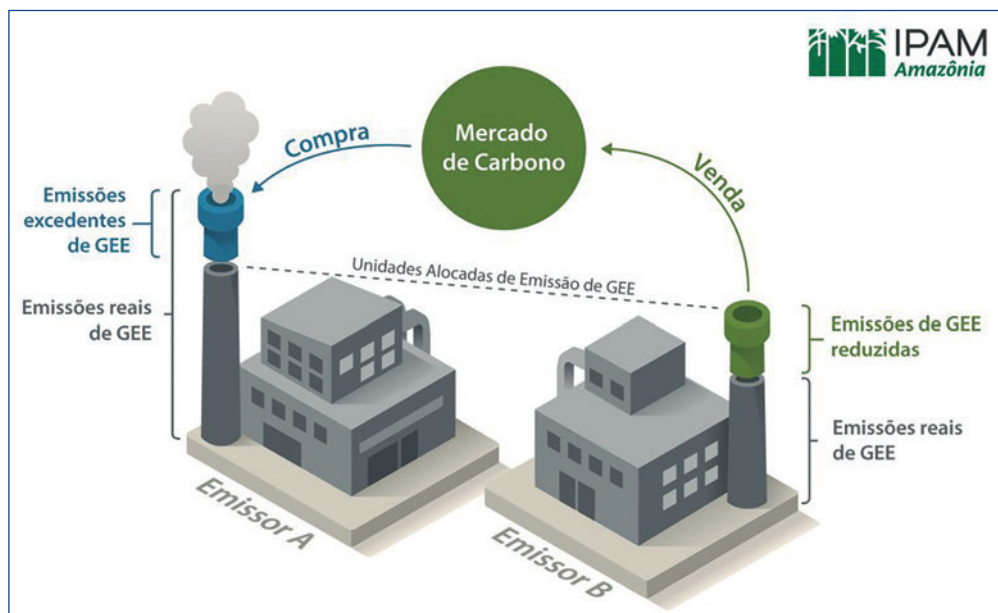 IPAM
Amazônia
Mercado
de Carbono
Compra
Venda
Emissões
excedentes
de GEE
Emissões reais
de GEE
Unidades Alocadas de Emissão de GEE
Emissões de GEE
reduzidas
Emissões reais
de GEE
Emissor A
Emissor B